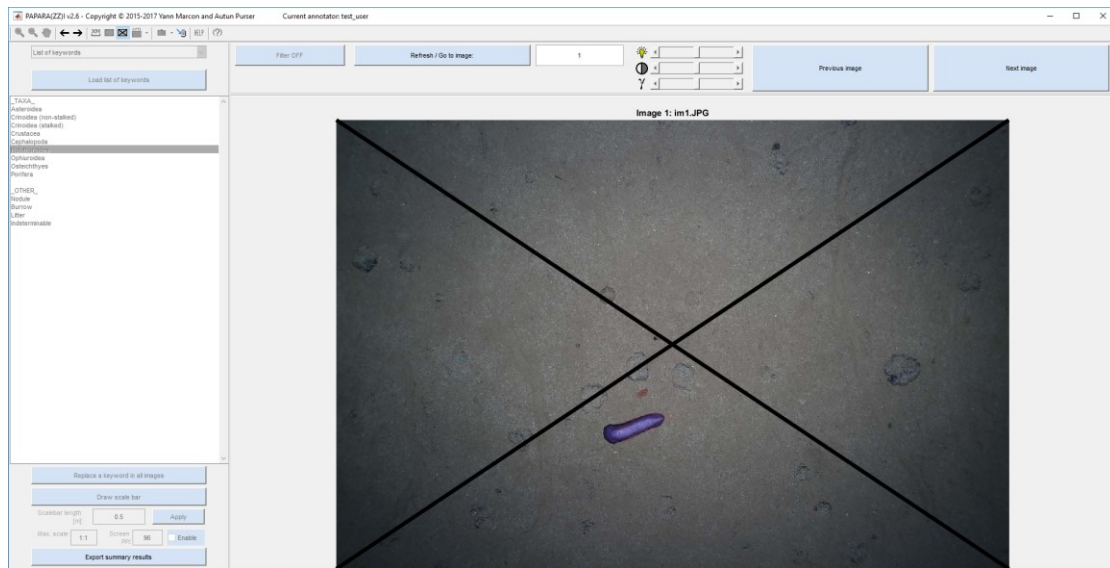 PAPARA(ZZ)I v2.6 - Copyright © 2015-2017 Yann Marcon and Autun Purser Current annotator: test_user
HELP
List of keywords
Load list of keywords
Filter OFF
Refresh / Go to image:
1
γ
Previous image
Next image
_TAXA_
Asteroidea
Crinoidea (non-stalked)
Crinoidea (stalked)
Crustacea
Cephalopoda
Ophiuroidea
Osteichthyes
Porifera
_OTHER_
Nodule
Burrow
Litter
Indeterminable
Image 1: im1.JPG
Replace a keyword in all images
Draw scale bar
Scalebar length
[m]:
0.5
Apply
Max. scale
1:1
Screen
PPI:
96
Enable
Export summary results